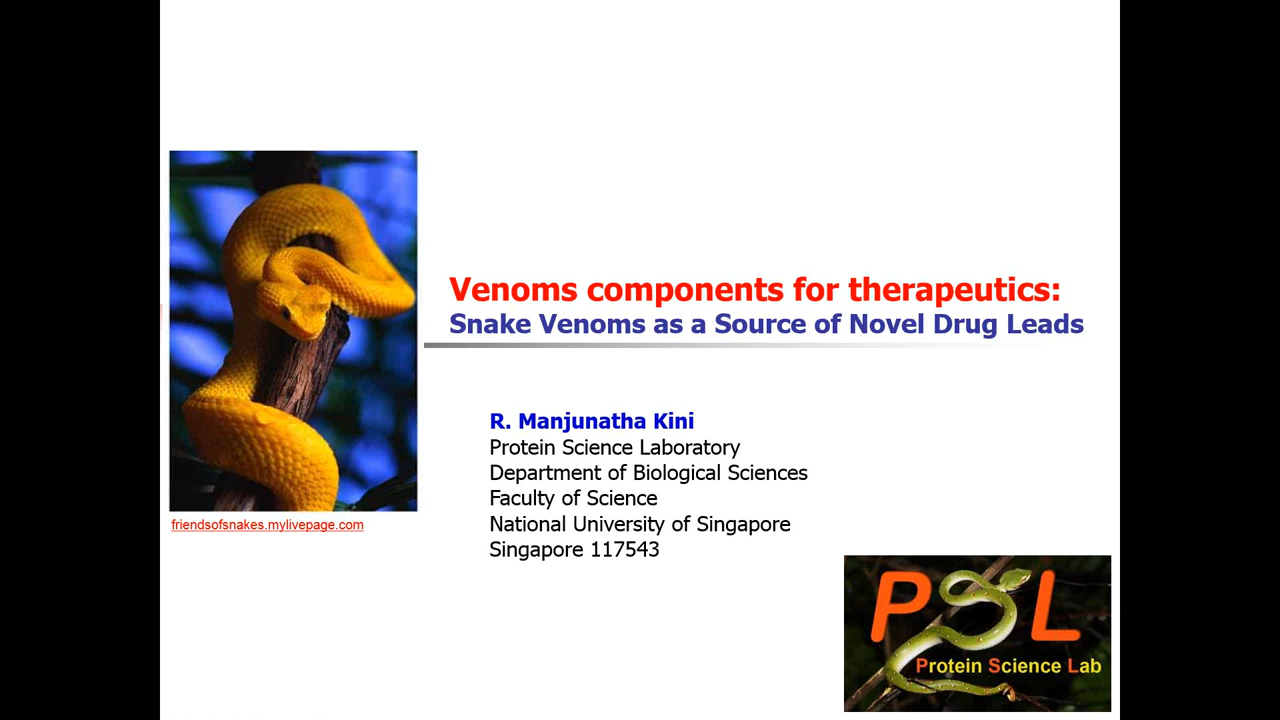 Venoms components for therapeutics:
Snake Venoms as a Source of Novel Drug Leads
R. Manjunatha Kini
Protein Science Laboratory
Department of Biological Sciences
Faculty of Science
National University of Singapore
Singapore 117543
friendsofsnakes.mylivepage.com
PSL
Protein Science Lab